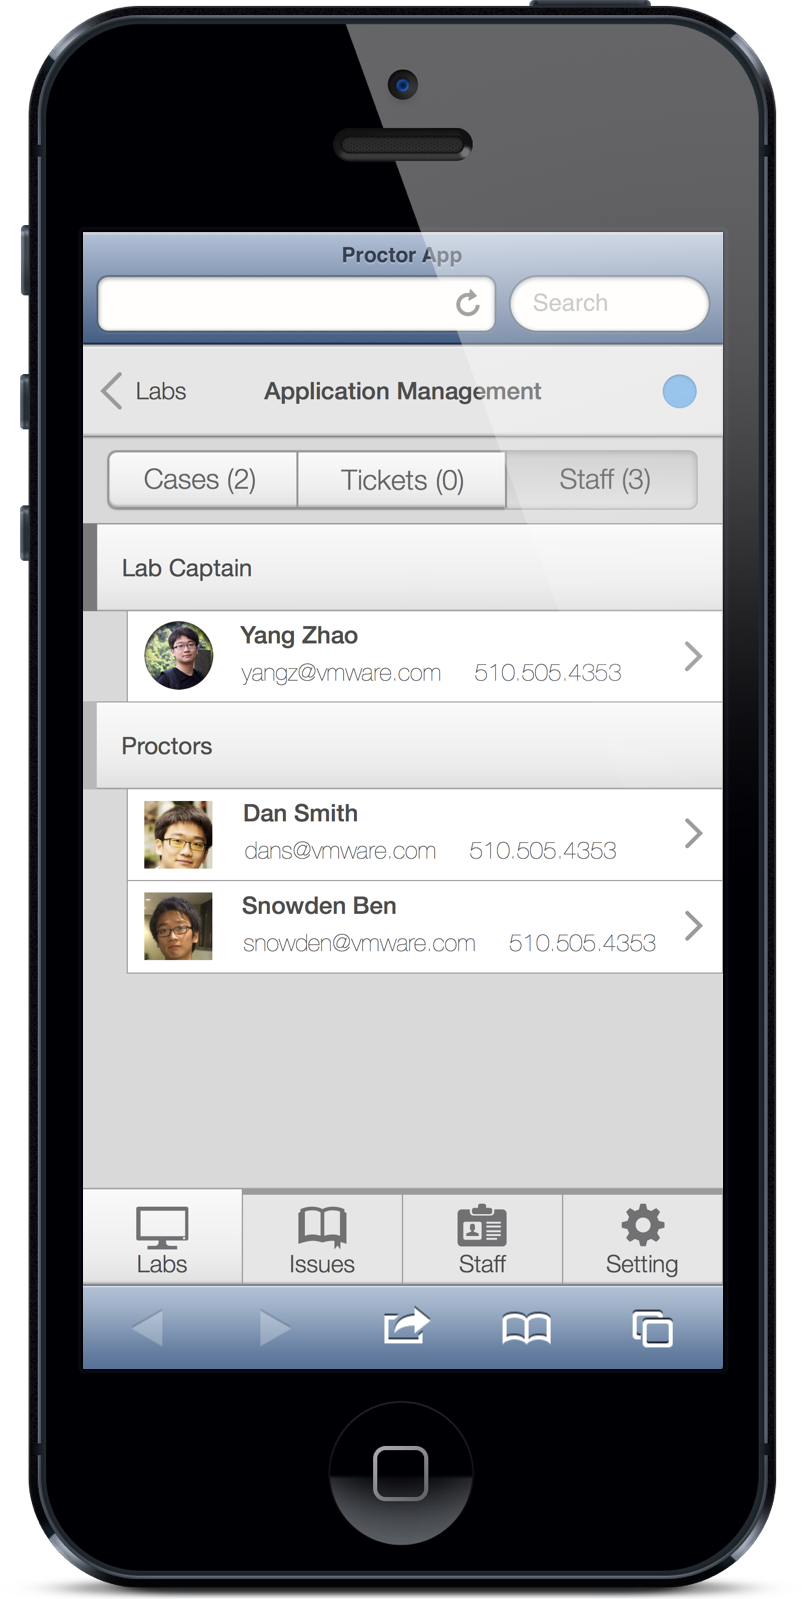 Proctor App
Search
Labs Application Management
Cases (2) Tickets (0) Staff (3)
Lab Captain
Yang Zhao
yangz@vmware.com 510.505.4353
Proctors
Dan Smith
dans@vmware.com 510.505.4353
Snowden Ben
snowden@vmware.com 510.505.4353
Labs Issues Staff Setting